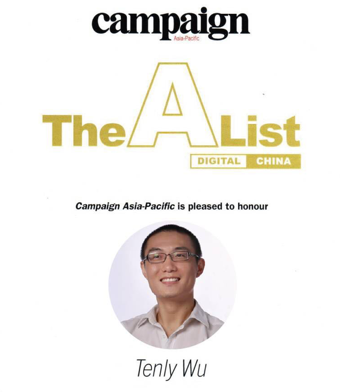 campaign
Asia-Pacific
The A List
DIGITAL CHINA
Campaign Asia-Pacific is pleased to honour
Tenly Wu